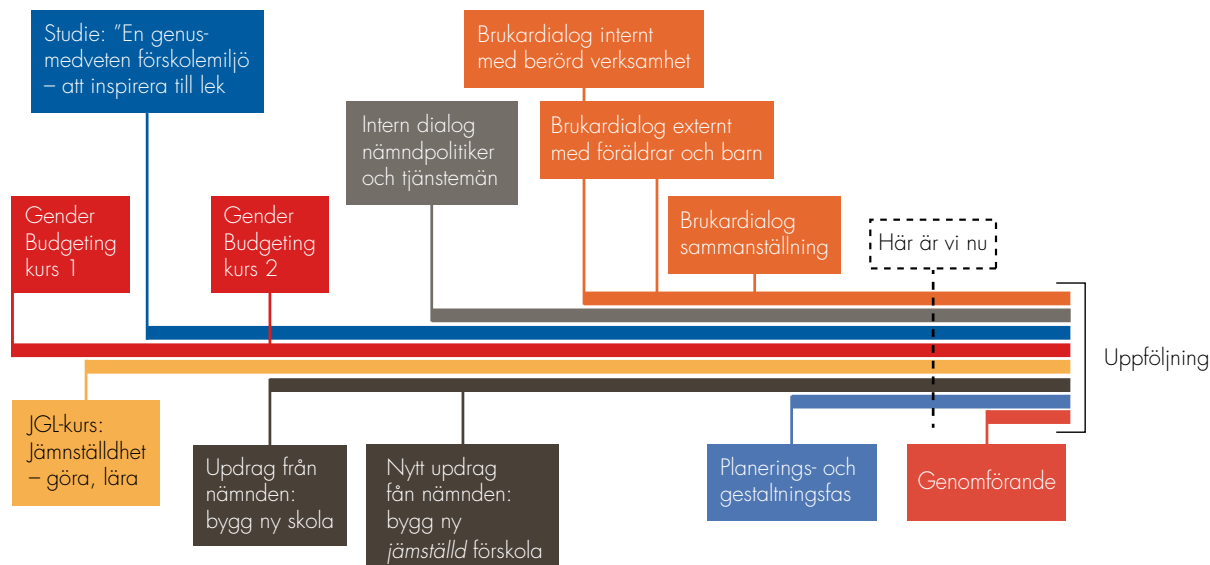 Studie: ”En genus-
medveten förskolemiljö
– att inspirera till lek
Brukardialog internt
med berörd verksamhet
Intern dialog
nämndpolitiker
och tjänstemän
Brukardialog externt
med föräldrar och barn
Gender
Budgeting
kurs 1
Gender
Budgeting
kurs 2
Brukardialog
sammanställning
Här är vi nu
Uppföljning
JGL-kurs:
Jämnställdhet
– göra, lära
Updrag från
nämnden:
bygg ny skola
Nytt updrag
fån nämnden:
bygg ny
jämställd förskola
Planerings- och
gestaltningsfas
Genomförande